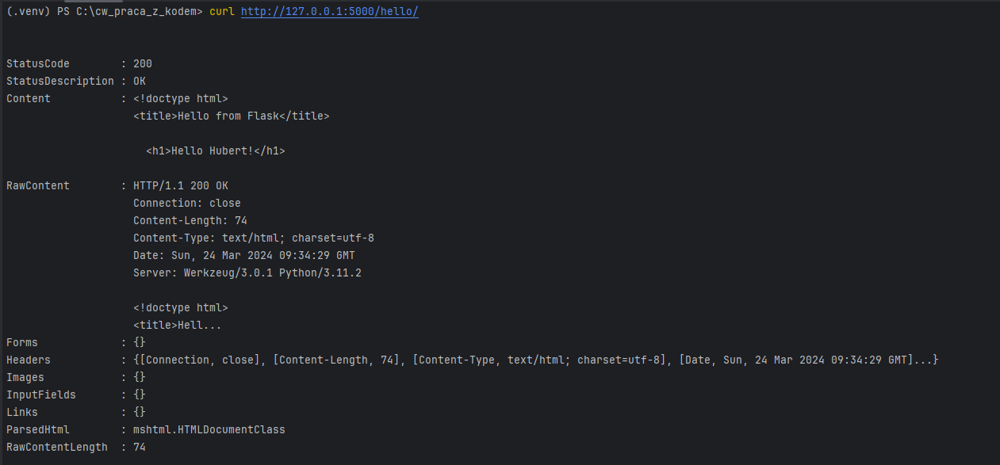 (.venv) PS C:\cw_praca_z_kodem> curl http://127.0.0.1:5000/hello/
StatusCode        : 200
StatusDescription : OK
Content           : <!doctype html>
                    <title>Hello from Flask</title>
                      <h1>Hello Hubert!</h1>
RawContent        : HTTP/1.1 200 OK
                    Connection: close
                    Content-Length: 74
                    Content-Type: text/html; charset=utf-8
                    Date: Sun, 24 Mar 2024 09:34:29 GMT
                    Server: Werkzeug/3.0.1 Python/3.11.2
                    <!doctype html>
                    <title>Hell...
Forms             : {}
Headers           : {[Connection, close], [Content-Length, 74], [Content-Type, text/html; charset=utf-8], [Date, Sun, 24 Mar 2024 09:34:29 GMT]...}
Images            : {}
InputFields       : {}
Links             : {}
ParsedHtml        : mshtml.HTMLDocumentClass
RawContentLength  : 74